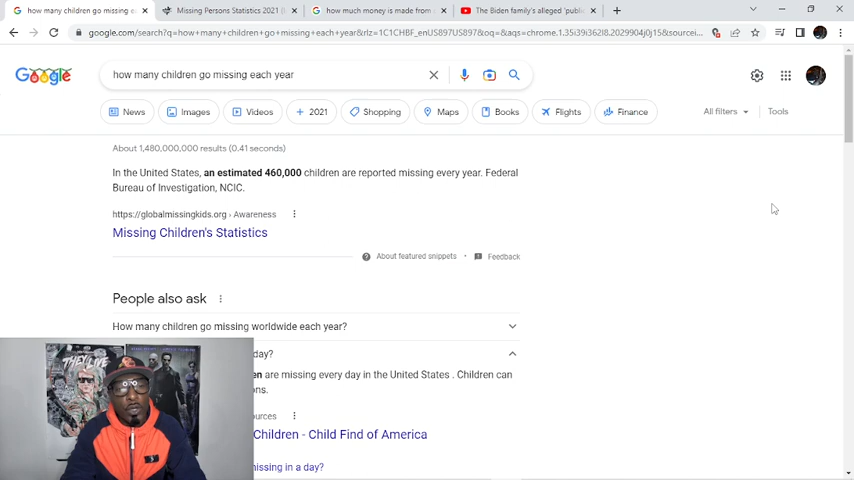 how many children go missing e
Missing Persons Statistics 2021 [
how much money is made from
The Biden family's alleged 'public
google.com/search?q=how+many+children+go+missing+each+year&rlz=1C1CHBF_enUS897US897&oq=&aqs=chrome.1.35i39i362l8.2029904j0j15&sourcei...
Google
how many children go missing each year
News
Images
Videos
+ 2021
Shopping
Maps
Books
Flights
Finance
All filters
Tools
About 1,480,000,000 results (0.41 seconds)
In the United States, an estimated 460,000 children are reported missing every year. Federal
Bureau of Investigation, NCIC.
https://globalmissingkids.org › Awareness
Missing Children's Statistics
About featured snippets
•
Feedback
People also ask
How many children go missing worldwide each year?
day?
en are missing every day in the United States . Children can
ons.
THEY LIVE
ources
Children - Child Find of America
missing in a day?